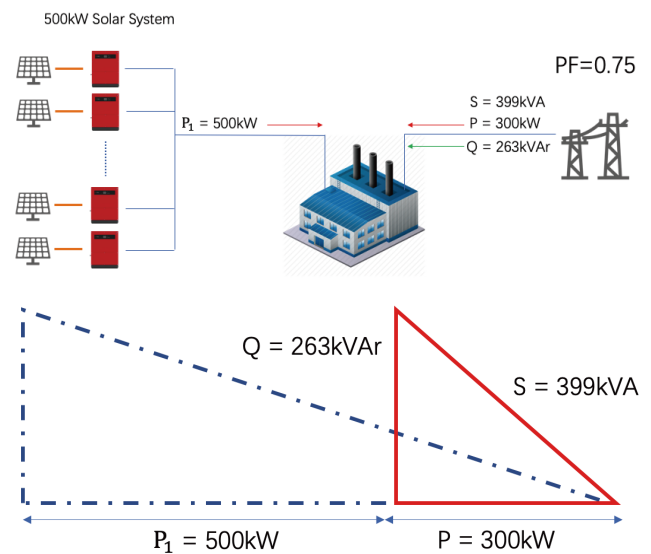 500kW Solar System
PF=0.75
S = 399kVA
P₁ = 500kW
P = 300kW
Q = 263kVAr
Q = 263kVAr
S = 399kVA
P₁ = 500kW
P = 300kW